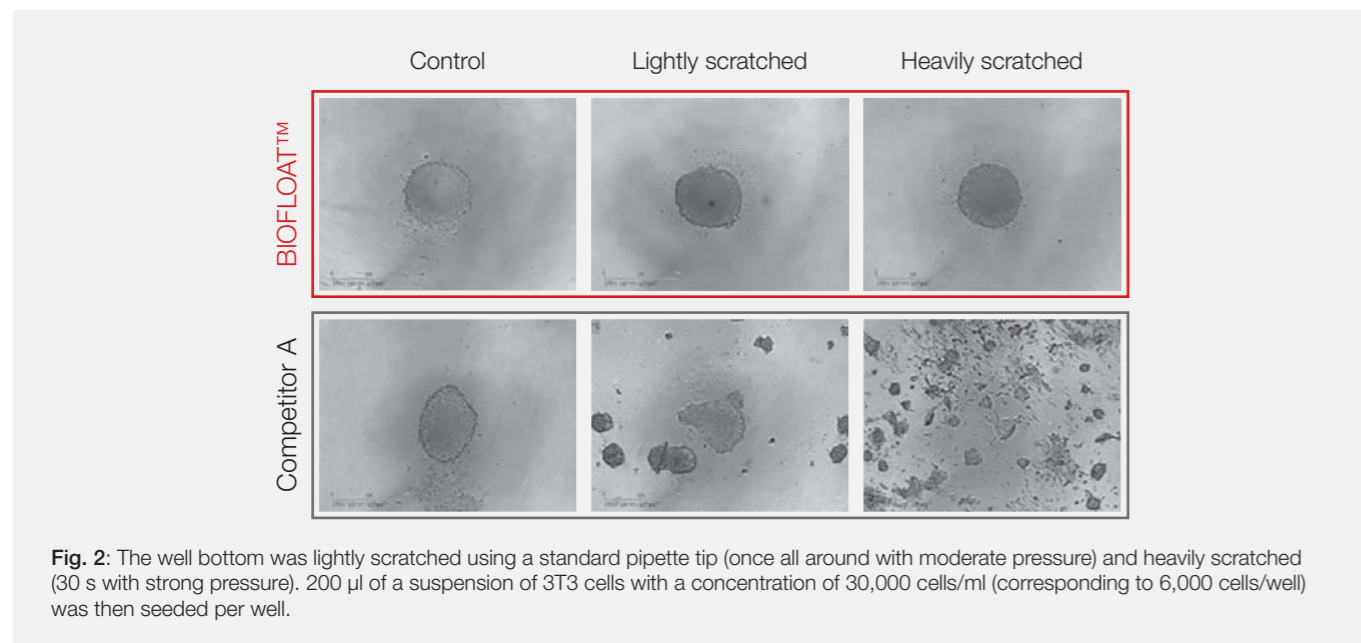 Control
Lightly scratched
Heavily scratched
BIOFLOAT™
Competitor A
Fig. 2: The well bottom was lightly scratched using a standard pipette tip (once all around with moderate pressure) and heavily scratched
(30 s with strong pressure). 200 µl of a suspension of 3T3 cells with a concentration of 30,000 cells/ml (corresponding to 6,000 cells/well)
was then seeded per well.